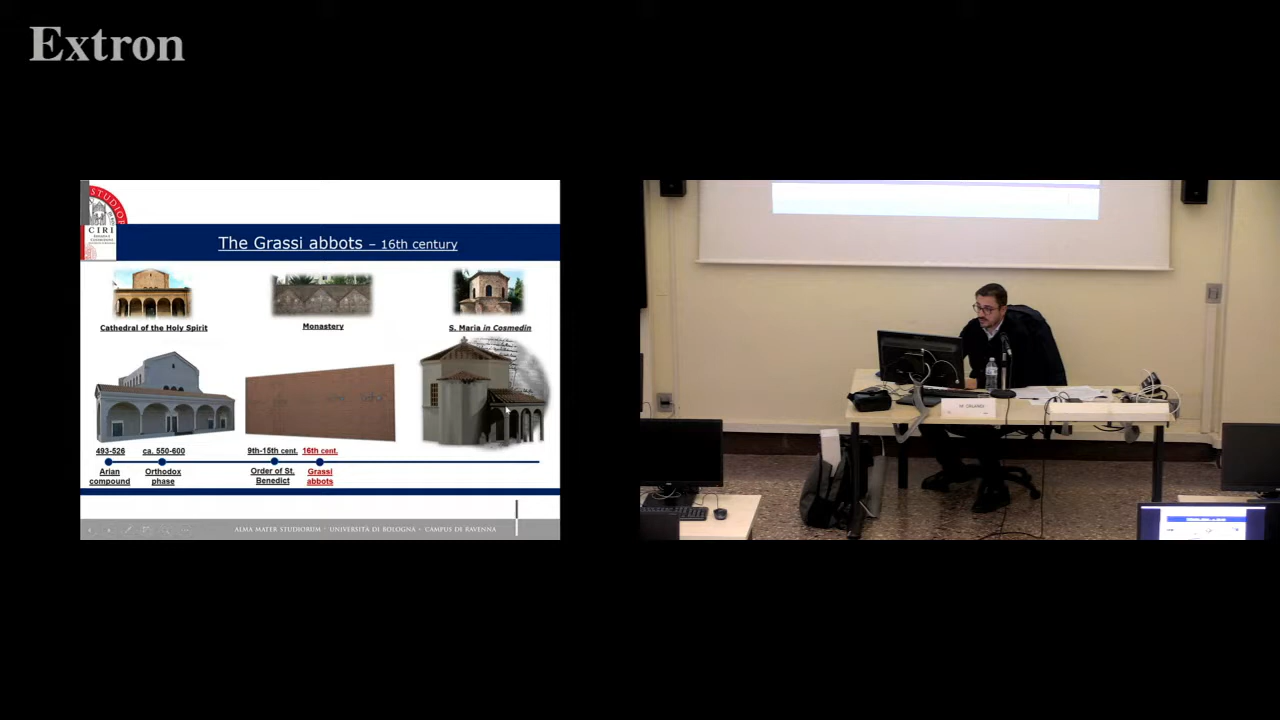 Extron
STUDIOR
CIRI
The Grassi abbots – 16th century
Cathedral of the Holy Spirit
Monastery
S. Maria in Cosmedin
493-526
ca. 550-600
9th-15th cent.
16th cent.
Arian
compound
Orthodox
phase
Order of St.
Benedict
Grassi
abbots
ALMA MATER STUDIORUM - UNIVERSITÀ DI BOLOGNA - CAMPUS DI RAVENNA